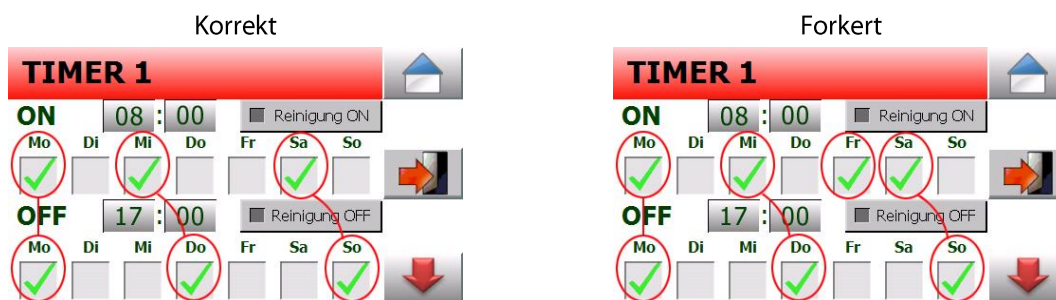 Korrekt
TIMER 1
ON 08 : 00 Reinigung ON
Mo Di Mi Do Fr Sa So
OFF 17 : 00 Reinigung OFF
Mo Di Mi Do Fr Sa So
Forkert
TIMER 1
ON 08 : 00 Reinigung ON
Mo Di Mi Do Fr Sa So
OFF 17 : 00 Reinigung OFF
Mo Di Mi Do Fr Sa So